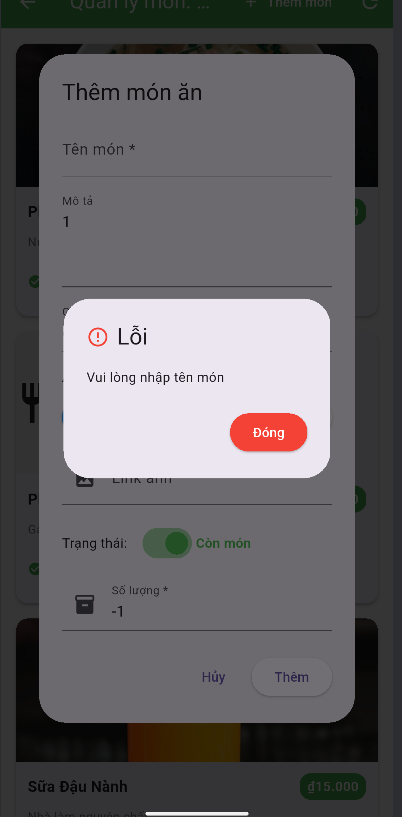 Quản lý món: ...
+ Thêm món
Thêm món ăn
Tên món *
Mô tả
1
Lỗi
Vui lòng nhập tên món
Đóng
Link ảnh
Trạng thái:
Còn món
Số lượng *
-1
Hủy
Thêm
Sữa Đậu Nành
₫15.000